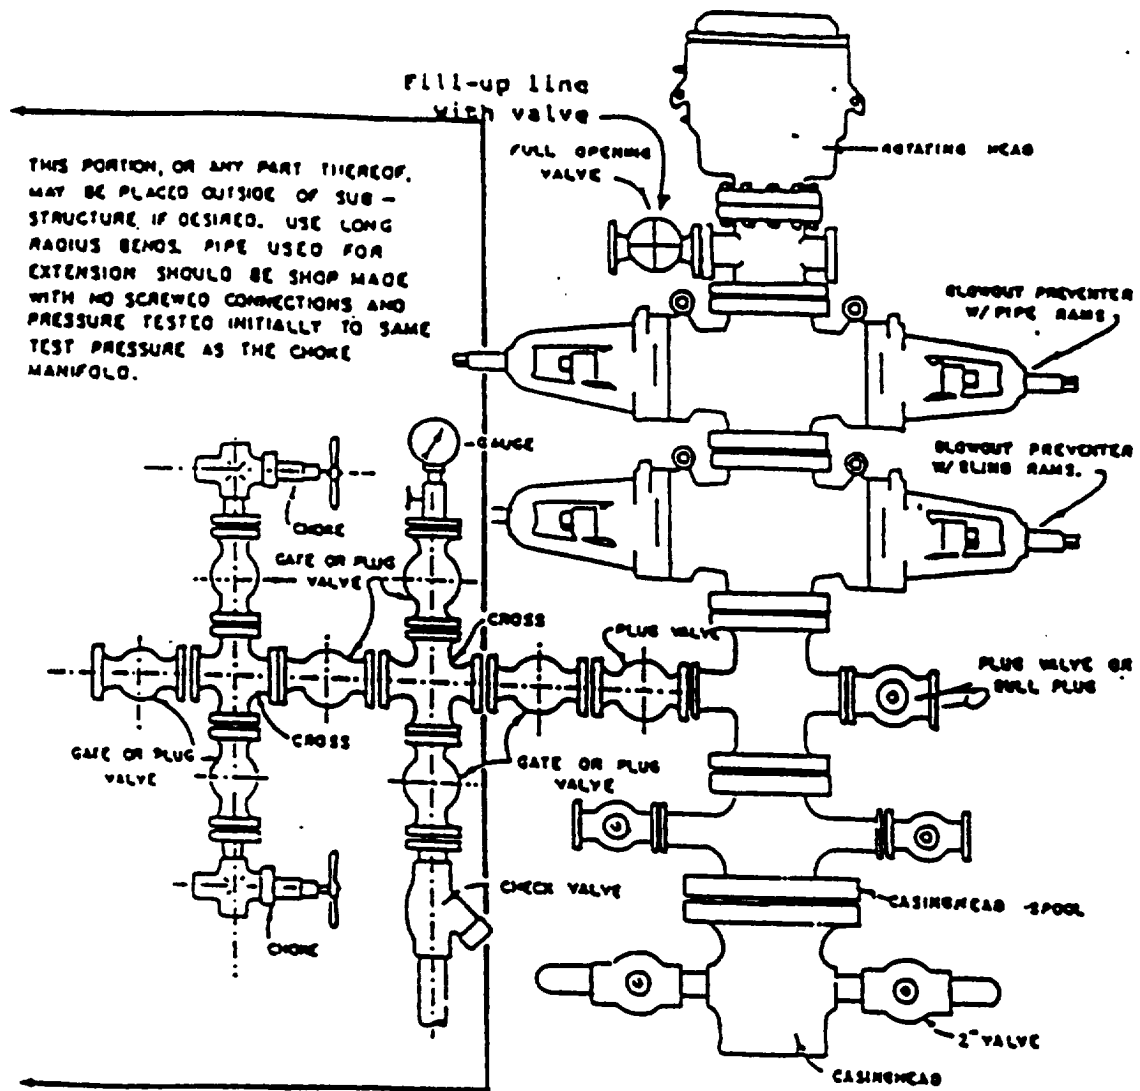 Fill-up line
with valve
FULL OPENING
VALVE
ROTATING HEAD
THIS PORTION, OR ANY PART THEREOF,
MAY BE PLACED OUTSIDE OF SUB-
STRUCTURE IF DESIRED. USE LONG
RADIUS BENDS. PIPE USED FOR
EXTENSION SHOULD BE SHOP MADE
WITH NO SCREWED CONNECTIONS AND
PRESSURE TESTED INITIALLY TO SAME
TEST PRESSURE AS THE CHOKE
MANIFOLD.
BLOWOUT PREVENTER
W/ PIPE RAMS.
GAUGE
BLOWOUT PREVENTER
W/ BLIND RAMS.
CHOKE
GATE OR PLUG
VALVE
CROSS
PLUG VALVE
PLUG VALVE OR
BULL PLUG
CROSS
GATE OR PLUG
VALVE
GATE OR PLUG
VALVE
CHECK VALVE
CASINGHEAD SPOOL
CHOKE
2" VALVE
CASINGHEAD